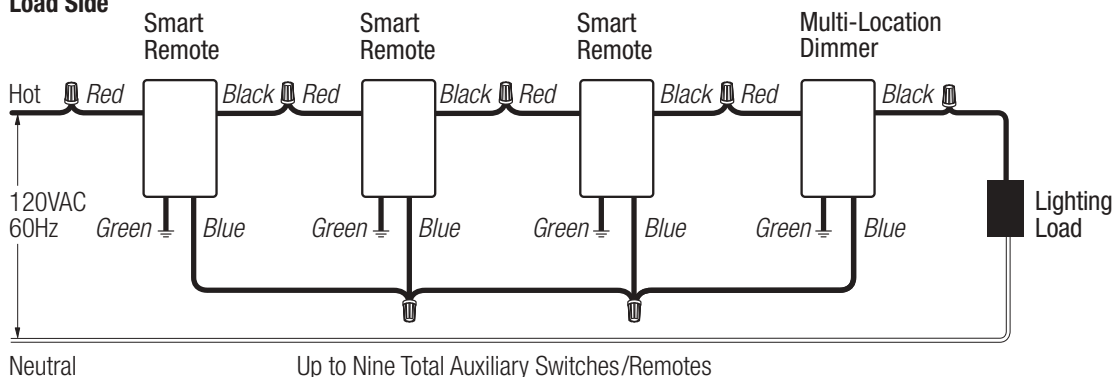 Load Side
Smart
Remote
Smart
Remote
Smart
Remote
Multi-Location
Dimmer
Hot
Red
Black
Red
Black
Red
Black
Red
Black
120VAC
60Hz
Green
Blue
Green
Blue
Green
Blue
Green
Blue
Lighting
Load
Neutral
Up to Nine Total Auxiliary Switches/Remotes